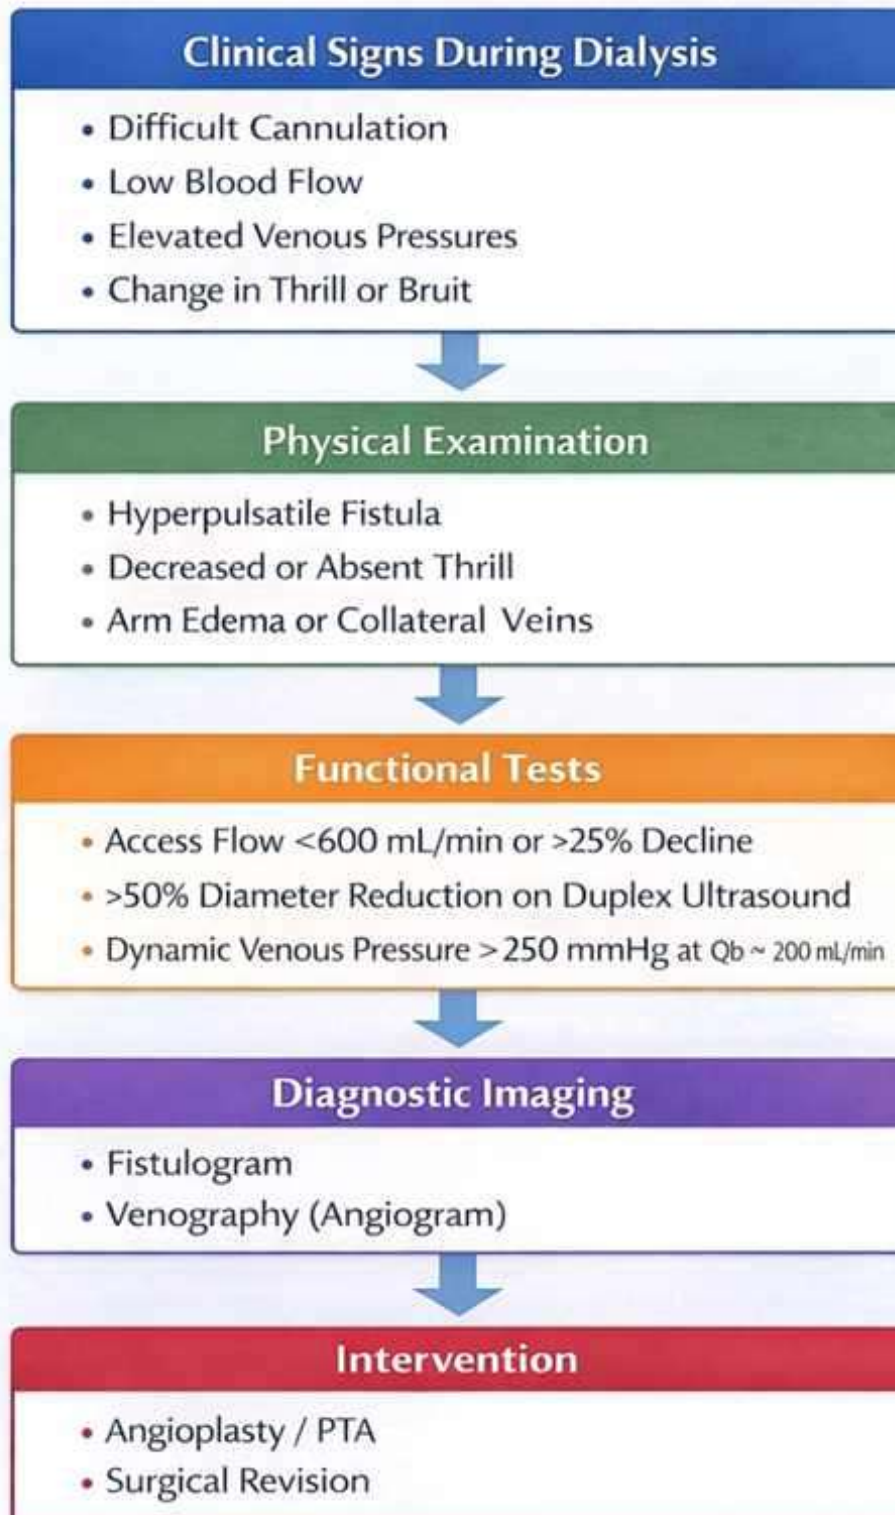 Clinical Signs During Dialysis
• Difficult Cannulation
• Low Blood Flow
• Elevated Venous Pressures
• Change in Thrill or Bruit
Physical Examination
• Hyperpulsatile Fistula
• Decreased or Absent Thrill
• Arm Edema or Collateral Veins
Functional Tests
• Access Flow <600 mL/min or >25% Decline
• >50% Diameter Reduction on Duplex Ultrasound
• Dynamic Venous Pressure > 250 mmHg at Qb ~ 200 mL/min
Diagnostic Imaging
• Fistulogram
• Venography (Angiogram)
Intervention
• Angioplasty / PTA
• Surgical Revision